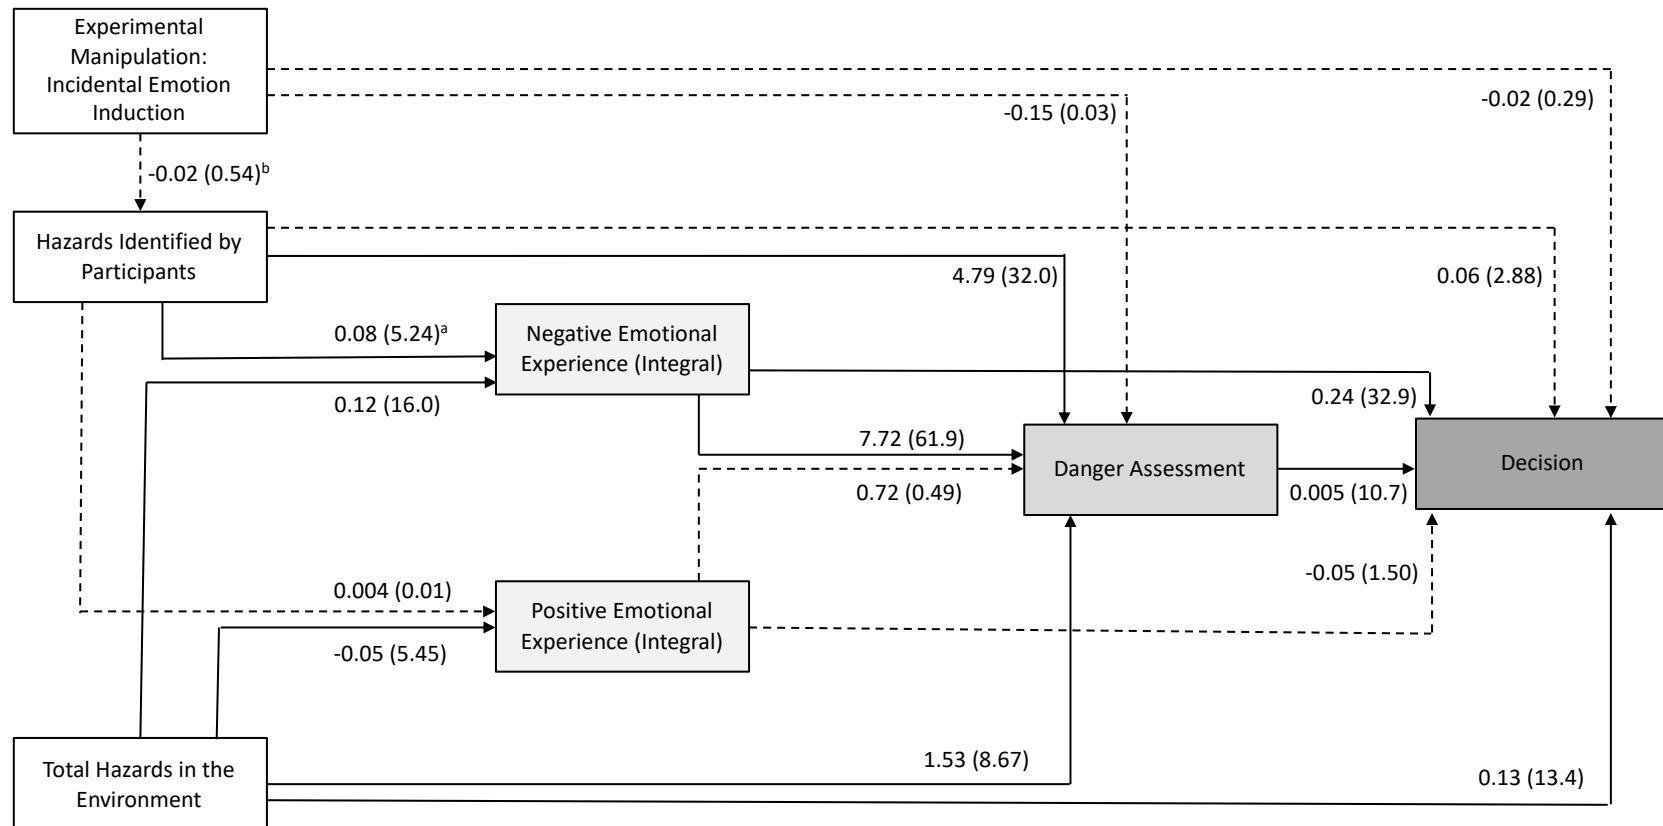 Experimental
Manipulation:
Incidental Emotion
Induction
-0.02 (0.29)
-0.15 (0.03)
-0.02 (0.54)ᵇ
Hazards Identified by
Participants
4.79 (32.0)
0.06 (2.88)
0.08 (5.24)ᵃ
Negative Emotional
Experience (Integral)
0.12 (16.0)
0.24 (32.9)
7.72 (61.9)
Danger Assessment
Decision
0.72 (0.49)
0.005 (10.7)
-0.05 (1.50)
0.004 (0.01)
Positive Emotional
Experience (Integral)
-0.05 (5.45)
Total Hazards in the
Environment
1.53 (8.67)
0.13 (13.4)